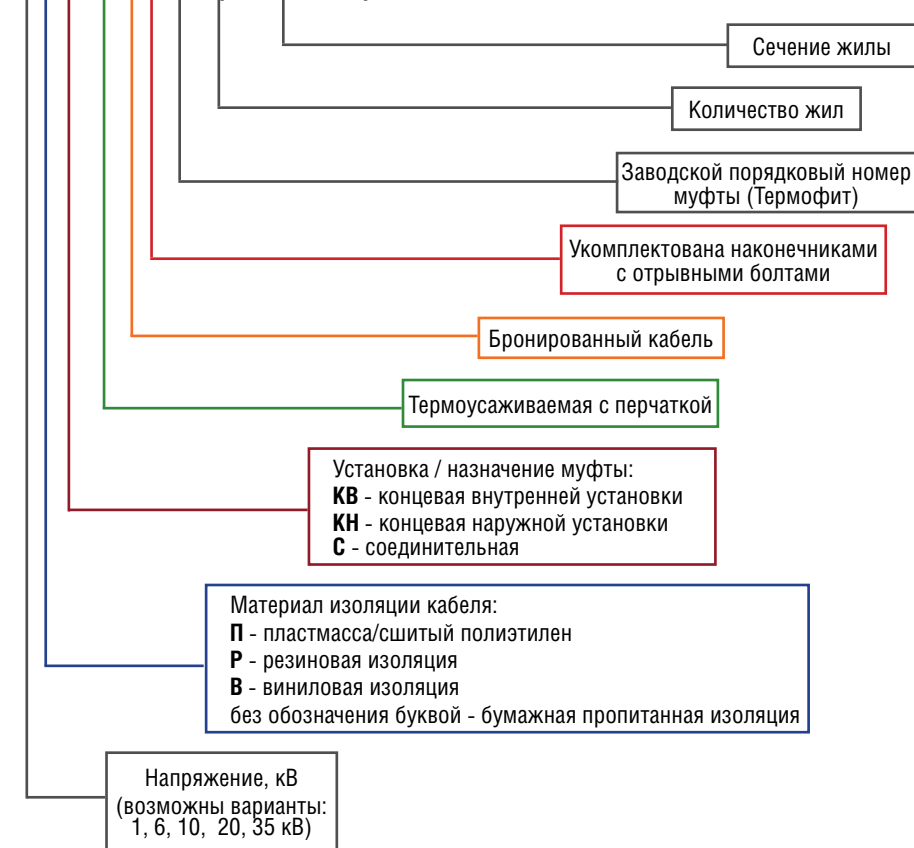 Сечение жилы
Количество жил
Заводской порядковый номер
муфты (Термофит)
Укомплектована наконечниками
с отрывными болтами
Бронированный кабель
Термоусаживаемая с перчаткой
Установка / назначение муфты:
КВ - концевая внутренней установки
КН - концевая наружной установки
С - соединительная
Материал изоляции кабеля:
П - пластмасса/сшитый полиэтилен
Р - резиновая изоляция
В - виниловая изоляция
без обозначения буквой - бумажная пропитанная изоляция
Напряжение, кВ
(возможны варианты:
1, 6, 10, 20, 35 кВ)